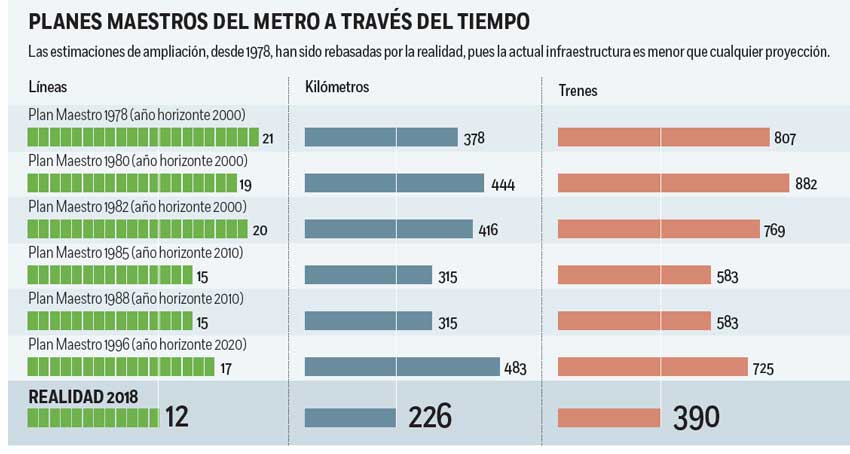 PLANES MAESTROS DEL METRO A TRAVÉS DEL TIEMPO
Las estimaciones de ampliación, desde 1978, han sido rebasadas por la realidad, pues la actual infraestructura es menor que cualquier proyección.
Líneas Kilómetros Trenes
Plan Maestro 1978 (año horizonte 2000)
21 378 807
Plan Maestro 1980 (año horizonte 2000)
19 444 882
Plan Maestro 1982 (año horizonte 2000)
20 416 769
Plan Maestro 1985 (año horizonte 2010)
15 315 583
Plan Maestro 1988 (año horizonte 2010)
15 315 583
Plan Maestro 1996 (año horizonte 2020)
17 483 725
REALIDAD 2018
12 226 390